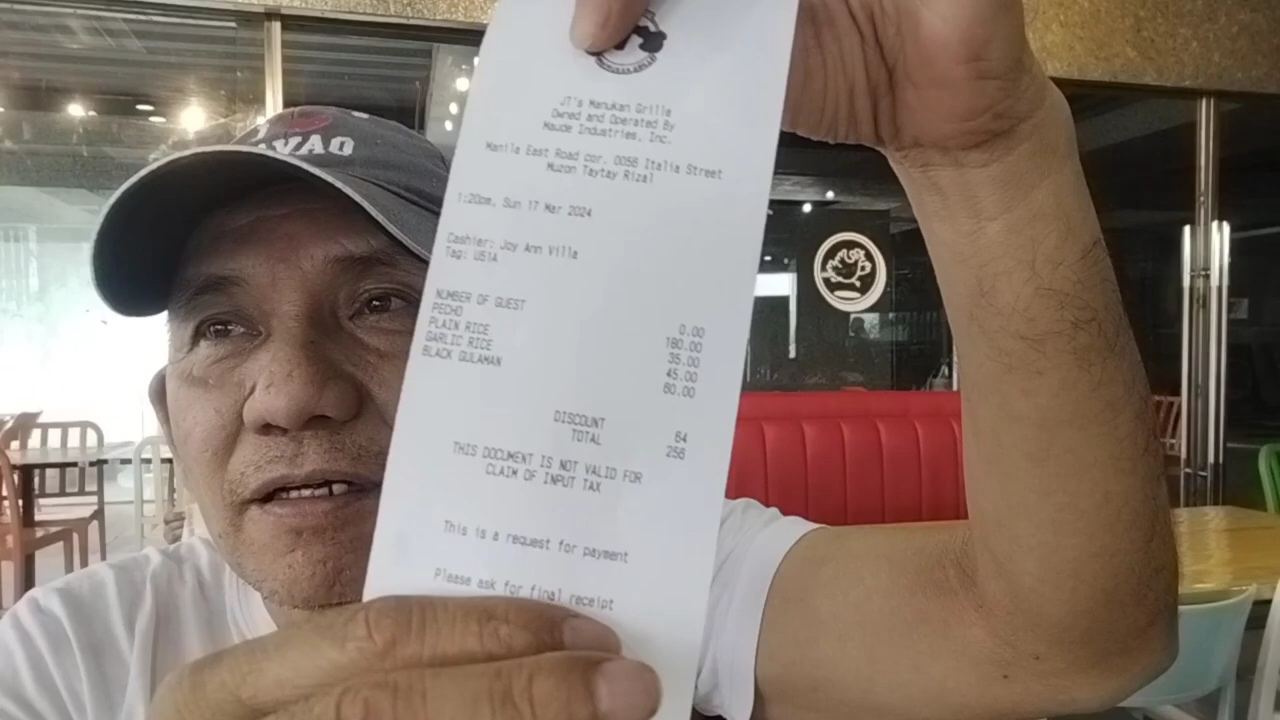 AVAO
JT's Manukan Grille
Owned and Operated By
Maude Industries, Inc.
Manila East Road cor. 0056 Italia Street
Muzon Taytay Rizal
1:20pm, Sun 17 Mar 2024
Cashier: Joy Ann Villa
Tag: US1A
NUMBER OF GUEST 0.00
PECHO 180.00
PLAIN RICE 35.00
GARLIC RICE 45.00
BLACK GULAMAN 60.00
DISCOUNT 64
TOTAL 256
THIS DOCUMENT IS NOT VALID FOR
CLAIM OF INPUT TAX
This is a request for payment
Please ask for final receipt